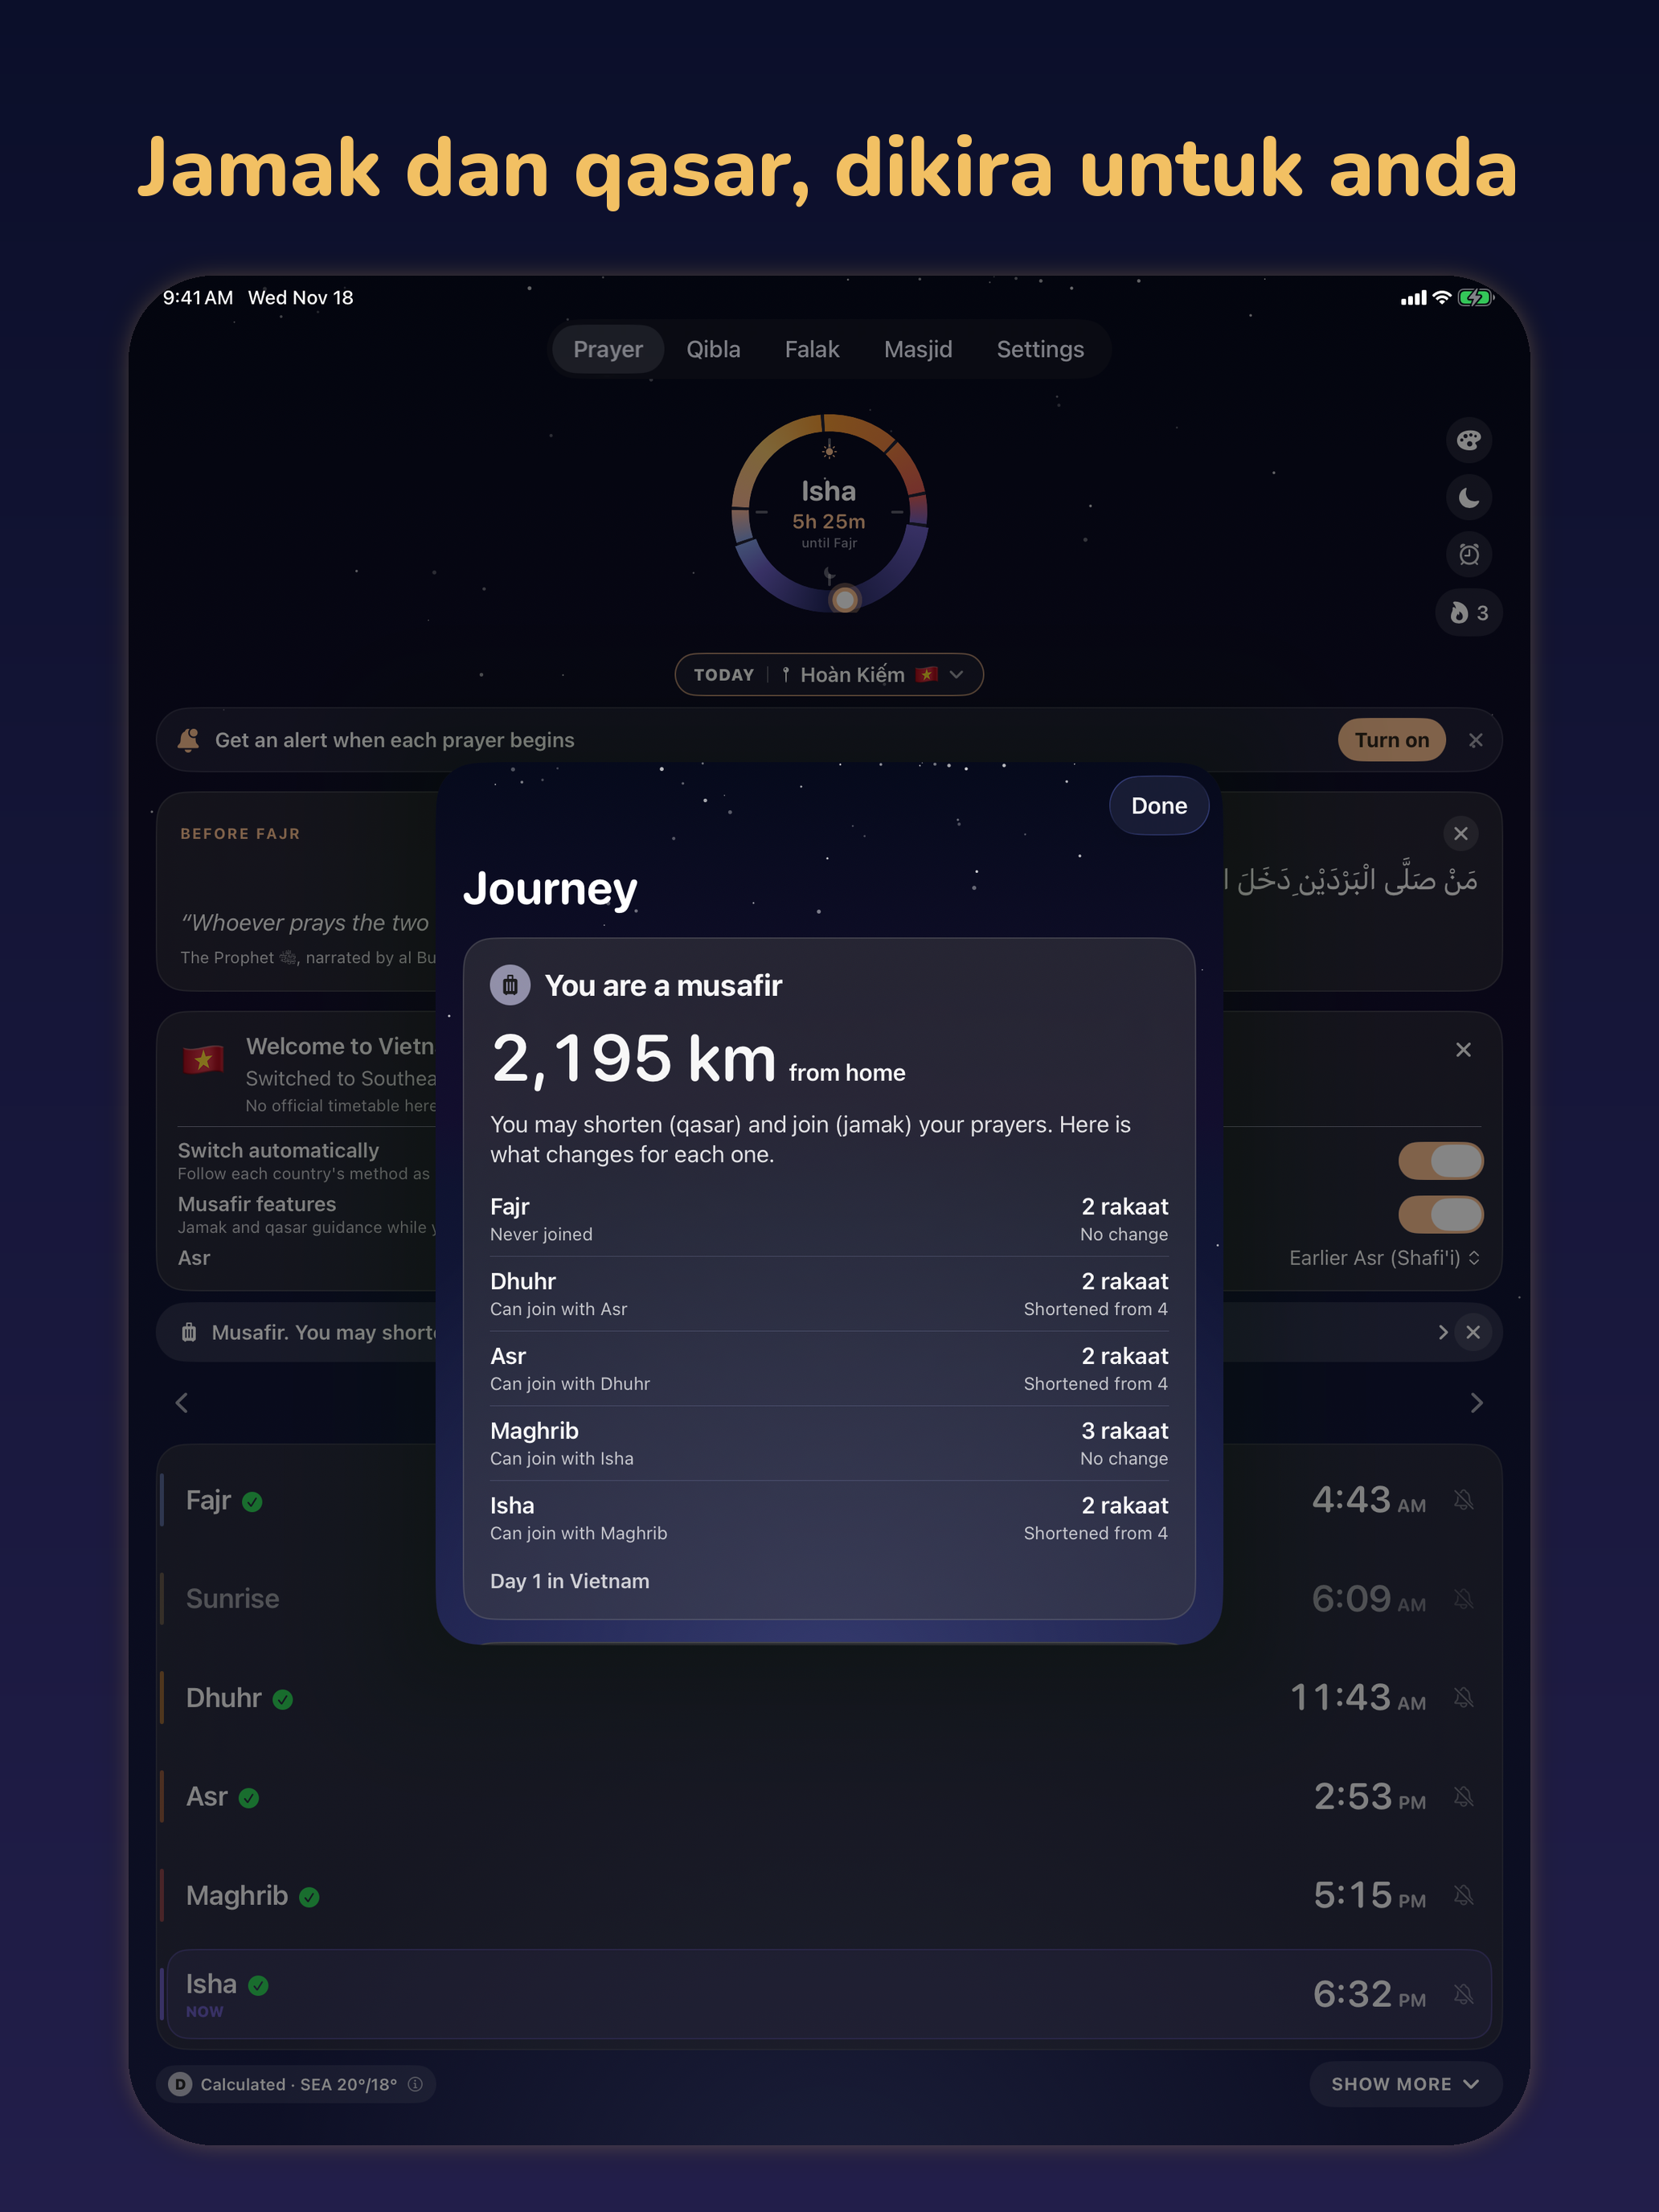 Jamak dan qasar, dikira untuk anda
9:41 AM Wed Nov 18
Prayer Qibla Falak Masjid Settings
Isha
5h 25m
until Fajr
3
TODAY Hoàn Kiếm
Get an alert when each prayer begins Turn on
Done
BEFORE FAJR
مَنْ صَلَّى الْبَرْدَيْنِ دَخَلَ ا
Journey
“Whoever prays the two
The Prophet ﷺ, narrated by al Bu
You are a musafir
2,195 km from home
You may shorten (qasar) and join (jamak) your prayers. Here is
what changes for each one.
Welcome to Vietn
Switched to Southea
No official timetable here
Switch automatically
Follow each country's method as
Musafir features
Jamak and qasar guidance while y
Asr Earlier Asr (Shafi'i)
Musafir. You may shorte
Fajr 2 rakaat
Never joined No change
Dhuhr 2 rakaat
Can join with Asr Shortened from 4
Asr 2 rakaat
Can join with Dhuhr Shortened from 4
Maghrib 3 rakaat
Can join with Isha No change
Isha 2 rakaat
Can join with Maghrib Shortened from 4
Day 1 in Vietnam
Fajr 4:43 AM
Sunrise 6:09 AM
Dhuhr 11:43 AM
Asr 2:53 PM
Maghrib 5:15 PM
Isha 6:32 PM
NOW
D Calculated · SEA 20°/18° SHOW MORE